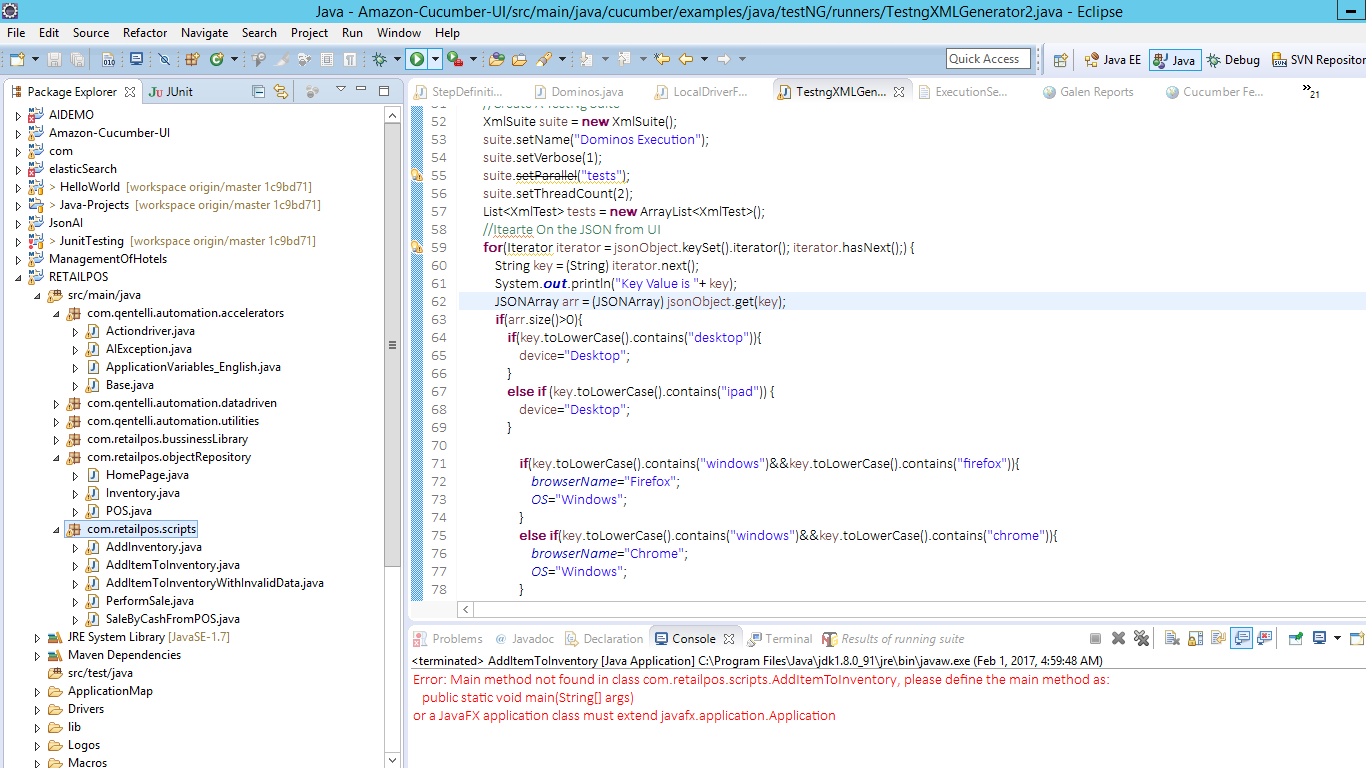 Java - Amazon-Cucumber-UI/src/main/java/cucumber/examples/java/testNG/runners/TestngXMLGenerator2.java - Eclipse
File Edit Source Refactor Navigate Search Project Run Window Help
Quick Access Java EE Java Debug SVN Repositor
Package Explorer JUnit
StepDefiniti... Dominos.java LocalDriverF... TestngXMLGen... ExecutionSe... Galen Reports Cucumber Fe... »21
AIDEMO
Amazon-Cucumber-UI
com
elasticSearch
> HelloWorld [workspace origin/master 1c9bd71]
> Java-Projects [workspace origin/master 1c9bd71]
JsonAI
> JunitTesting [workspace origin/master 1c9bd71]
ManagementOfHotels
RETAILPOS
src/main/java
com.qentelli.automation.accelerators
Actiondriver.java
AIException.java
ApplicationVariables_English.java
Base.java
com.qentelli.automation.datadriven
com.qentelli.automation.utilities
com.retailpos.bussinessLibrary
com.retailpos.objectRepository
HomePage.java
Inventory.java
POS.java
com.retailpos.scripts
AddInventory.java
AddItemToInventory.java
AddItemToInventoryWithInvalidData.java
PerformSale.java
SaleByCashFromPOS.java
JRE System Library [JavaSE-1.7]
Maven Dependencies
src/test/java
ApplicationMap
Drivers
lib
Logos
Macros
51 //Create A TestNG Suite
52 XmlSuite suite = new XmlSuite();
53 suite.setName("Dominos Execution");
54 suite.setVerbose(1);
55 suite.setParallel("tests");
56 suite.setThreadCount(2);
57 List<XmlTest> tests = new ArrayList<XmlTest>();
58 //Itearte On the JSON from UI
59 for(Iterator iterator = jsonObject.keySet().iterator(); iterator.hasNext();) {
60 String key = (String) iterator.next();
61 System.out.println("Key Value is "+ key);
62 JSONArray arr = (JSONArray) jsonObject.get(key);
63 if(arr.size()>0){
64 if(key.toLowerCase().contains("desktop")){
65 device="Desktop";
66 }
67 else if (key.toLowerCase().contains("ipad")) {
68 device="Desktop";
69 }
70
71 if(key.toLowerCase().contains("windows")&&key.toLowerCase().contains("firefox")){
72 browserName="Firefox";
73 OS="Windows";
74 }
75 else if(key.toLowerCase().contains("windows")&&key.toLowerCase().contains("chrome")){
76 browserName="Chrome";
77 OS="Windows";
78 }
Problems Javadoc Declaration Console Terminal Results of running suite
<terminated> AddItemToInventory [Java Application] C:\Program Files\Java\jdk1.8.0_91\jre\bin\javaw.exe (Feb 1, 2017, 4:59:48 AM)
Error: Main method not found in class com.retailpos.scripts.AddItemToInventory, please define the main method as:
public static void main(String[] args)
or a JavaFX application class must extend javafx.application.Application